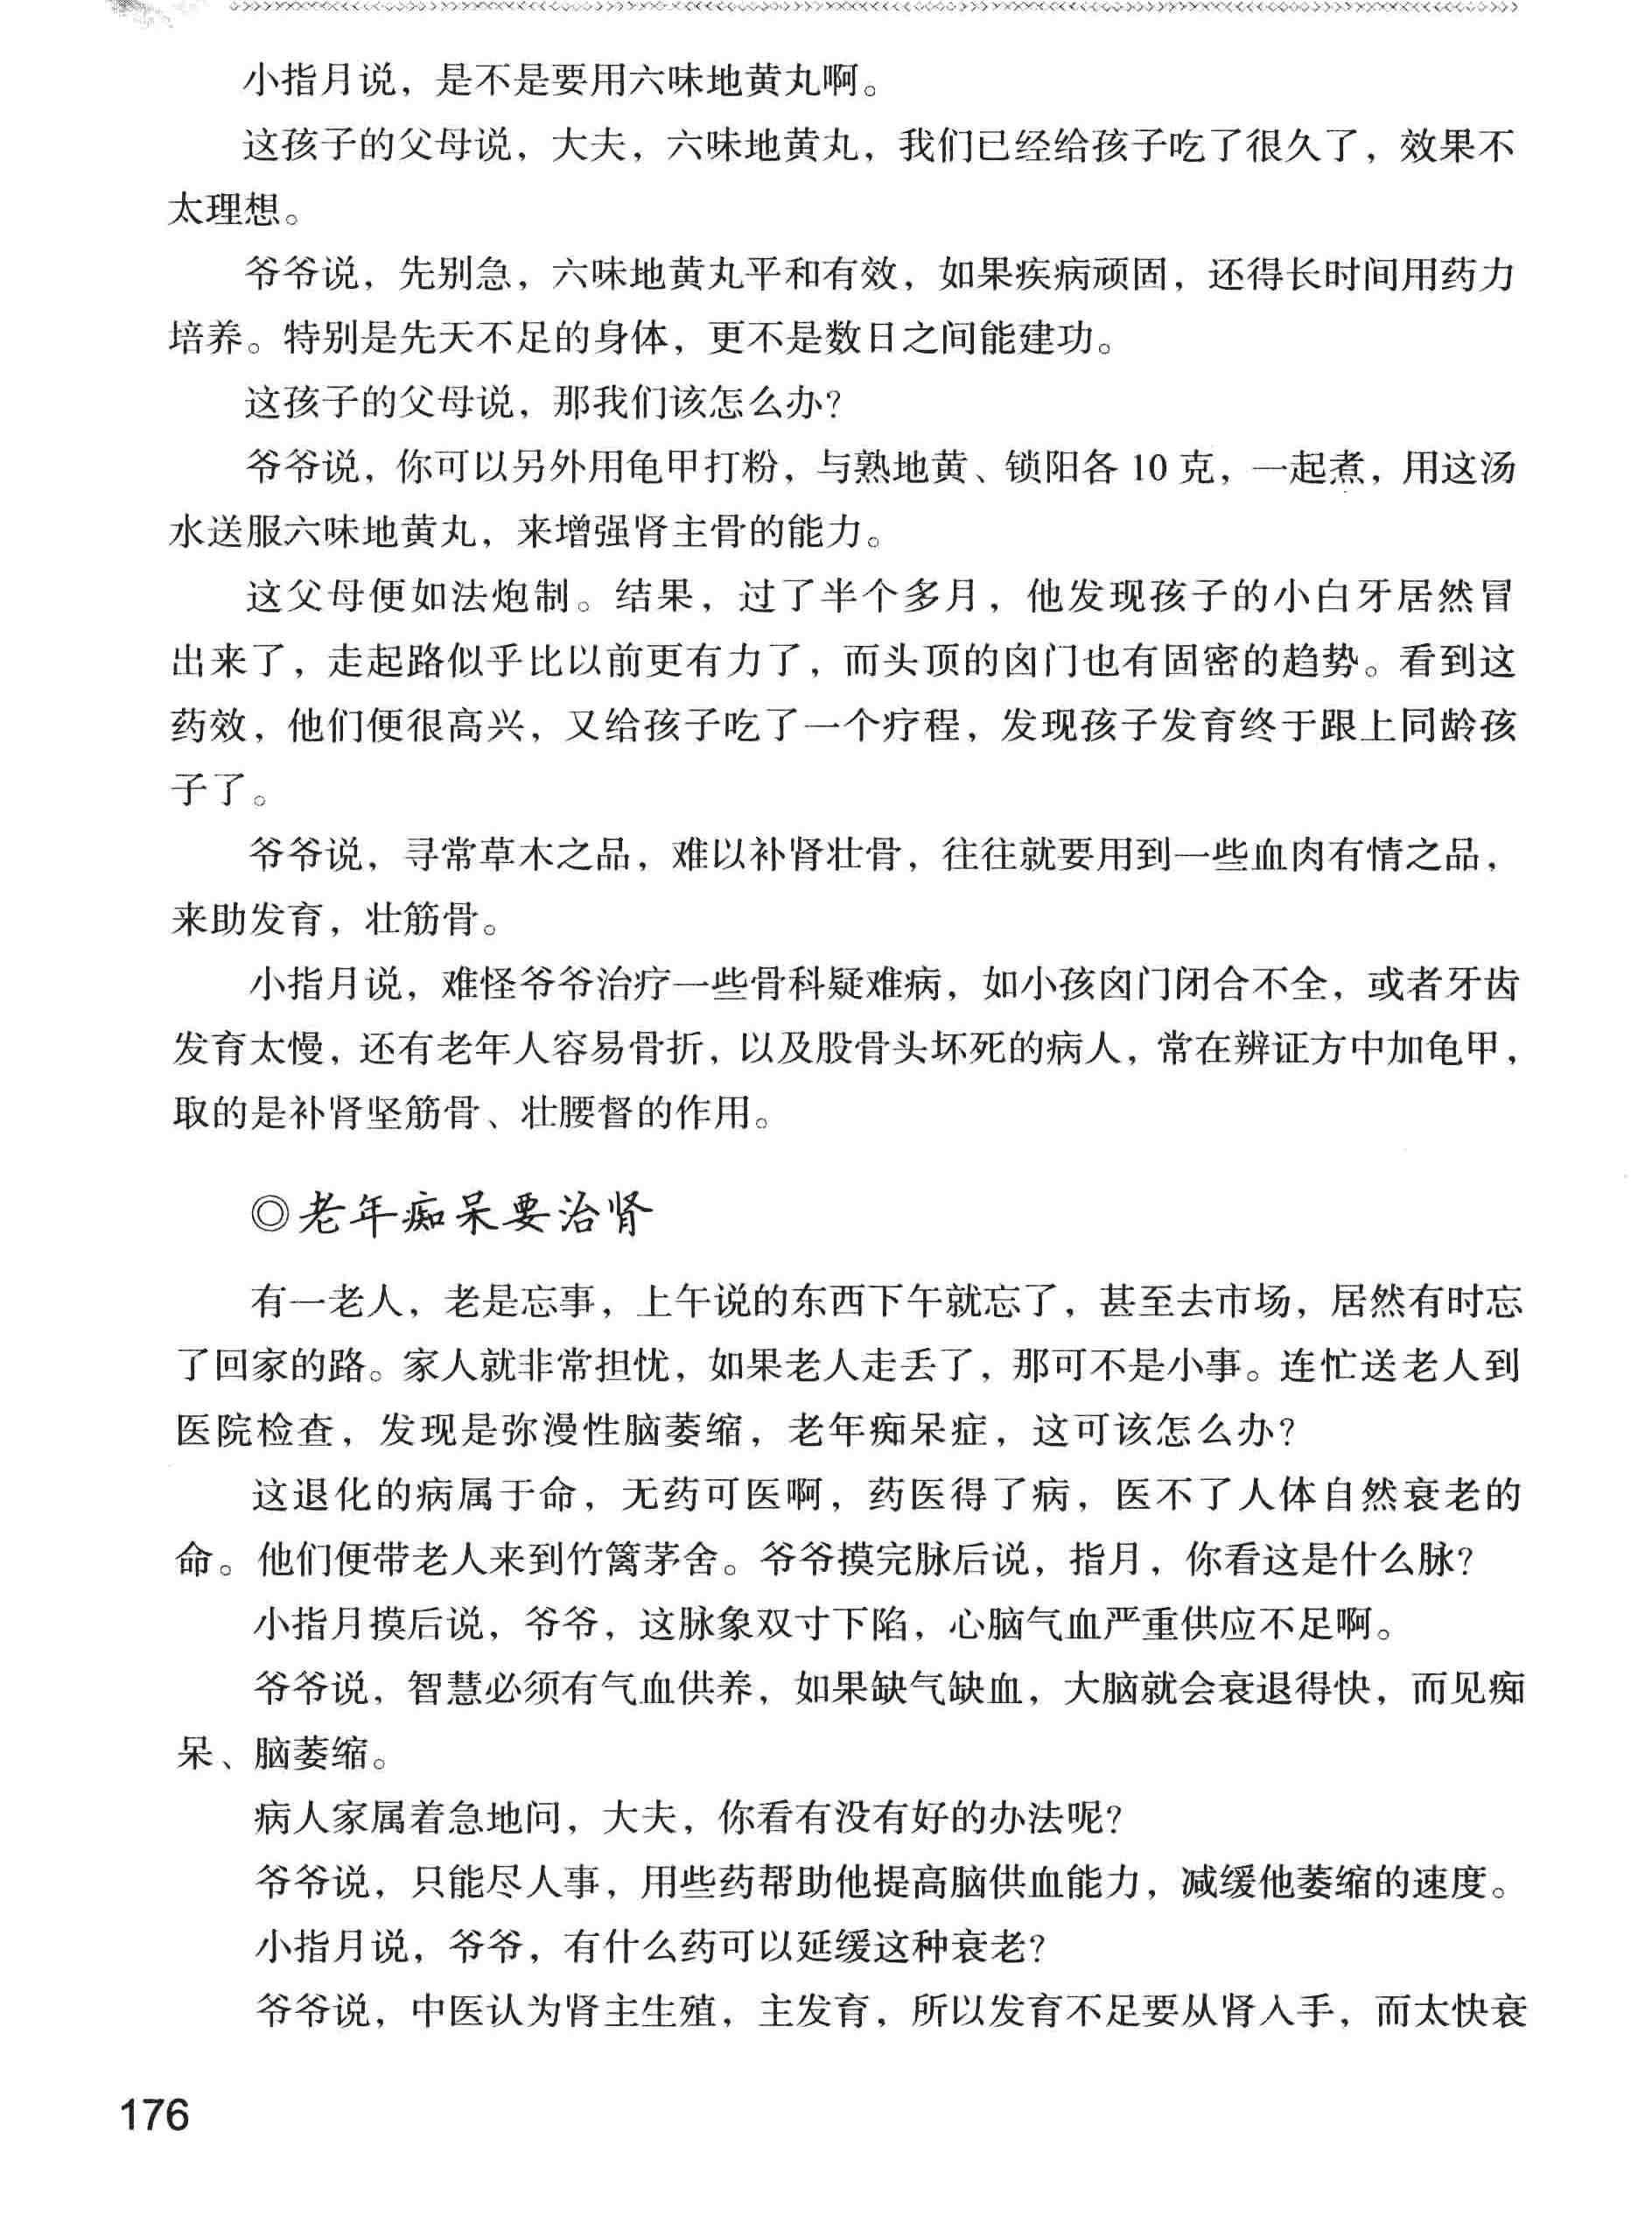 小指月说，是不是要用六味地黄丸啊。
这孩子的父母说，大夫，六味地黄丸，我们已经给孩子吃了很久了，效果不
太理想。
爷爷说，先别急，六味地黄丸平和有效，如果疾病顽固，还得长时间用药力
培养。特别是先天不足的身体，更不是数日之间能建功。
这孩子的父母说，那我们该怎么办？
爷爷说，你可以另外用龟甲打粉，与熟地黄、锁阳各 10 克，一起煮，用这汤
水送服六味地黄丸，来增强肾主骨的能力。
这父母便如法炮制。结果，过了半个多月，他发现孩子的小白牙居然冒
出来了，走起路似乎比以前更有力了，而头顶的囟门也有固密的趋势。看到这
药效，他们便很高兴，又给孩子吃了一个疗程，发现孩子发育终于跟上同龄孩
子了。
爷爷说，寻常草木之品，难以补肾壮骨，往往就要用到一些血肉有情之品，
来助发育，壮筋骨。
小指月说，难怪爷爷治疗一些骨科疑难病，如小孩囟门闭合不全，或者牙齿
发育太慢，还有老年人容易骨折，以及股骨头坏死的病人，常在辨证方中加龟甲，
取的是补肾坚筋骨、壮腰督的作用。
◎老年痴呆要治肾
有一老人，老是忘事，上午说的东西下午就忘了，甚至去市场，居然有时忘
了回家的路。家人就非常担忧，如果老人走丢了，那可不是小事。连忙送老人到
医院检查，发现是弥漫性脑萎缩，老年痴呆症，这可该怎么办？
这退化的病属于命，无药可医啊，药医得了病，医不了人体自然衰老的
命。他们便带老人来到竹篱茅舍。爷爷摸完脉后说，指月，你看这是什么脉？
小指月摸后说，爷爷，这脉象双寸下陷，心脑气血严重供应不足啊。
爷爷说，智慧必须有气血供养，如果缺气缺血，大脑就会衰退得快，而见痴
呆、脑萎缩。
病人家属着急地问，大夫，你看有没有好的办法呢？
爷爷说，只能尽人事，用些药帮助他提高脑供血能力，减缓他萎缩的速度。
小指月说，爷爷，有什么药可以延缓这种衰老？
爷爷说，中医认为肾主生殖，主发育，所以发育不足要从肾入手，而太快衰
176